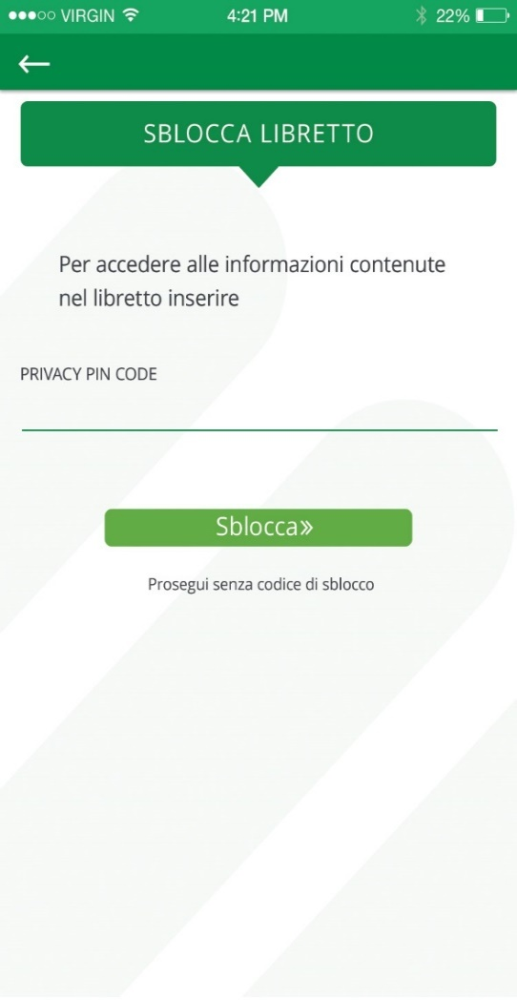 VIRGIN 4:21 PM 22%
SBLOCCA LIBRETTO
Per accedere alle informazioni contenute
nel libretto inserire
PRIVACY PIN CODE
Sblocca»
Prosegui senza codice di sblocco